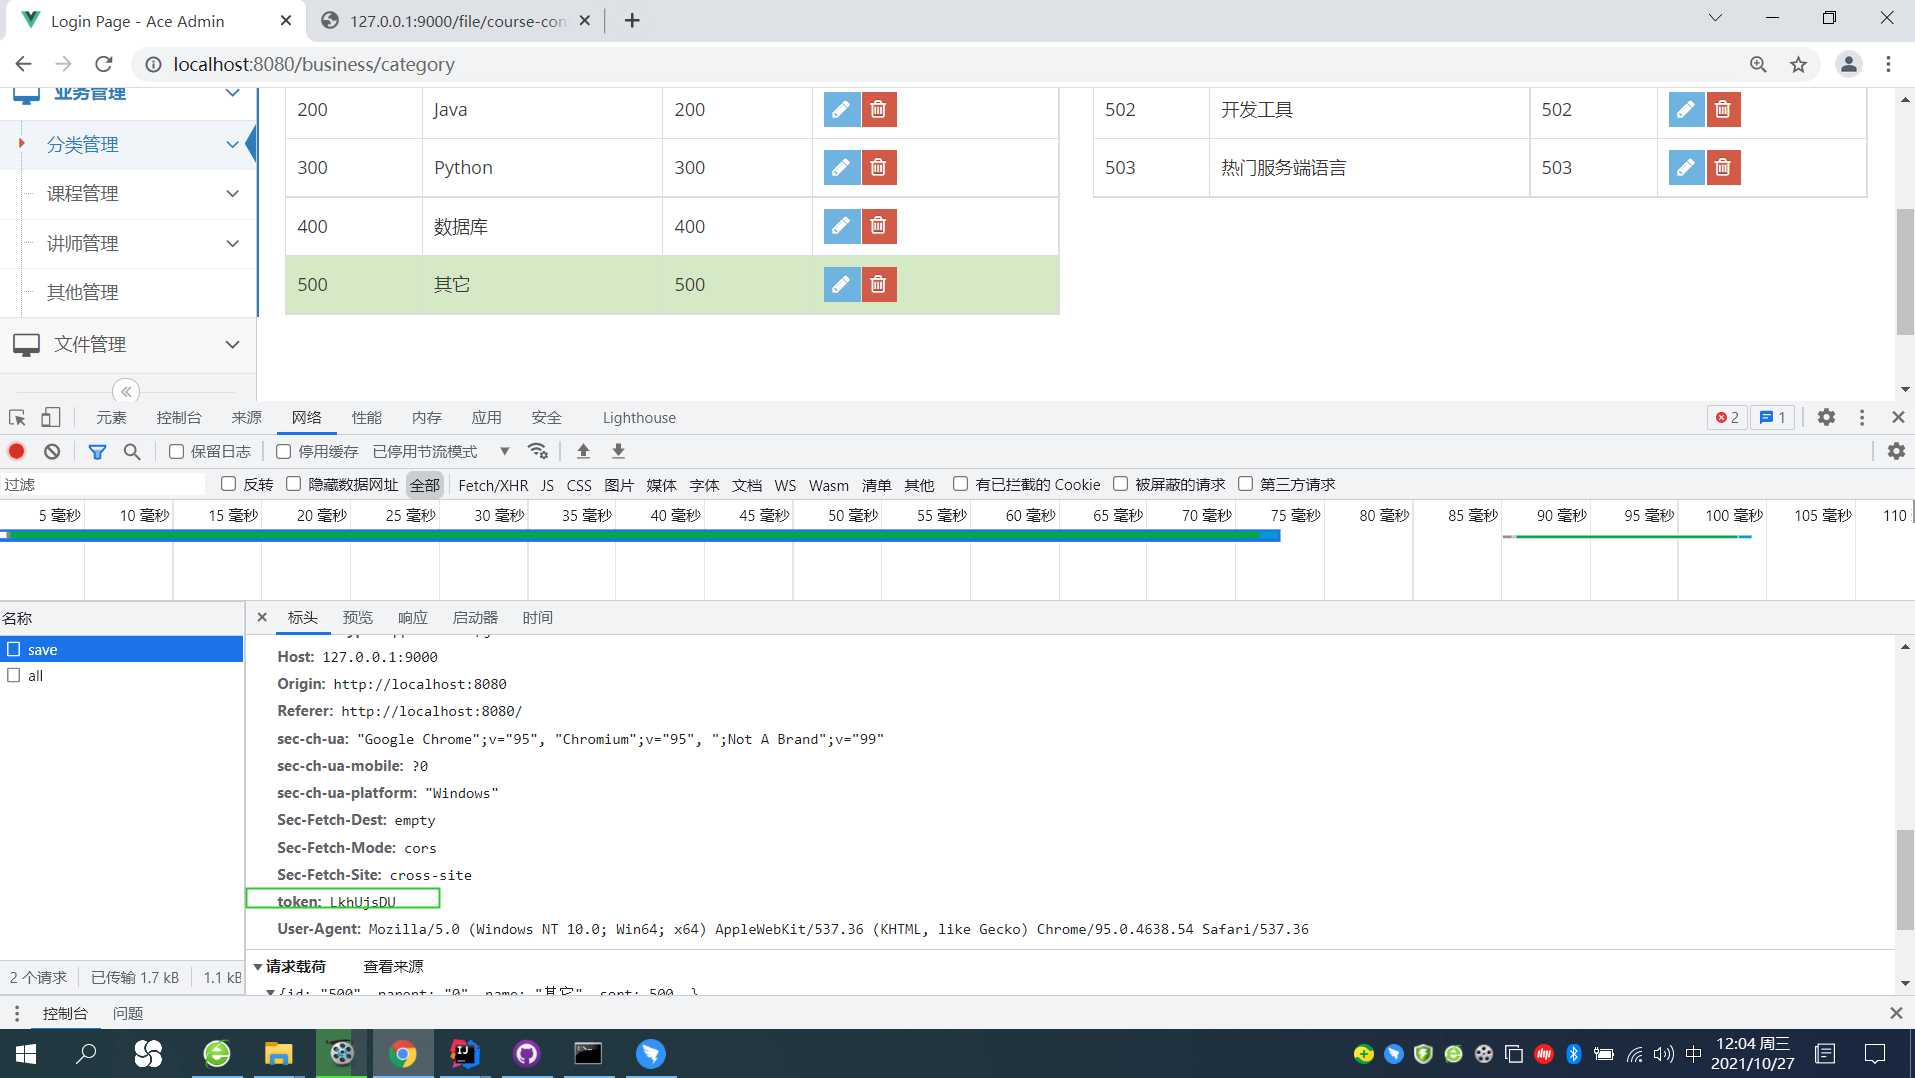 Login Page - Ace Admin
127.0.0.1:9000/file/course-con
localhost:8080/business/category
业务管理
200 Java 200
502 开发工具 502
分类管理
300 Python 300
503 热门服务端语言 503
课程管理
400 数据库 400
讲师管理
500 其它 500
其他管理
文件管理
元素 控制台 来源 网络 性能 内存 应用 安全 Lighthouse 2 1
保留日志 停用缓存 已停用节流模式
过滤 反转 隐藏数据网址 全部 Fetch/XHR JS CSS 图片 媒体 字体 文档 WS Wasm 清单 其他 有已拦截的 Cookie 被屏蔽的请求 第三方请求
5 毫秒 10 毫秒 15 毫秒 20 毫秒 25 毫秒 30 毫秒 35 毫秒 40 毫秒 45 毫秒 50 毫秒 55 毫秒 60 毫秒 65 毫秒 70 毫秒 75 毫秒 80 毫秒 85 毫秒 90 毫秒 95 毫秒 100 毫秒 105 毫秒 110
名称
标头 预览 响应 启动器 时间
save
all
Host: 127.0.0.1:9000
Origin: http://localhost:8080
Referer: http://localhost:8080/
sec-ch-ua: "Google Chrome";v="95", "Chromium";v="95", ";Not A Brand";v="99"
sec-ch-ua-mobile: ?0
sec-ch-ua-platform: "Windows"
Sec-Fetch-Dest: empty
Sec-Fetch-Mode: cors
Sec-Fetch-Site: cross-site
token: LkhUjsDU
User-Agent: Mozilla/5.0 (Windows NT 10.0; Win64; x64) AppleWebKit/537.36 (KHTML, like Gecko) Chrome/95.0.4638.54 Safari/537.36
请求载荷 查看来源
{id: "500", parent: "0", name: "其它", sort: 500, }
2 个请求 已传输 1.7 kB 1.1 kB
控制台 问题
中
12:04 周三
2021/10/27